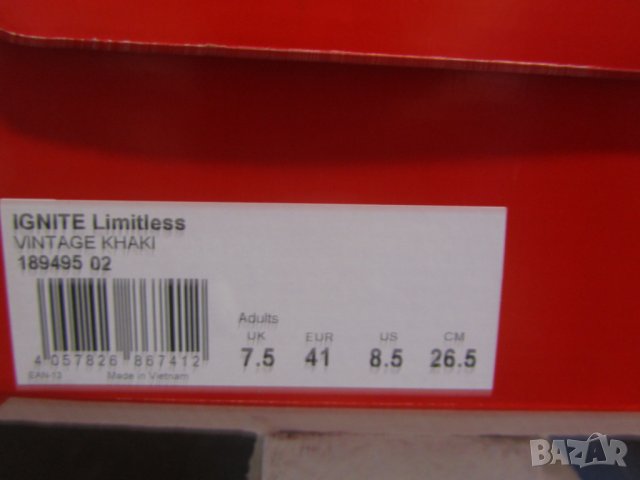 IGNITE Limitless
VINTAGE KHAKI
189495 02
Adults
UK EUR US CM
7.5 41 8.5 26.5
4 057826 867412
EAN-13 Made in Vietnam
BAZAR